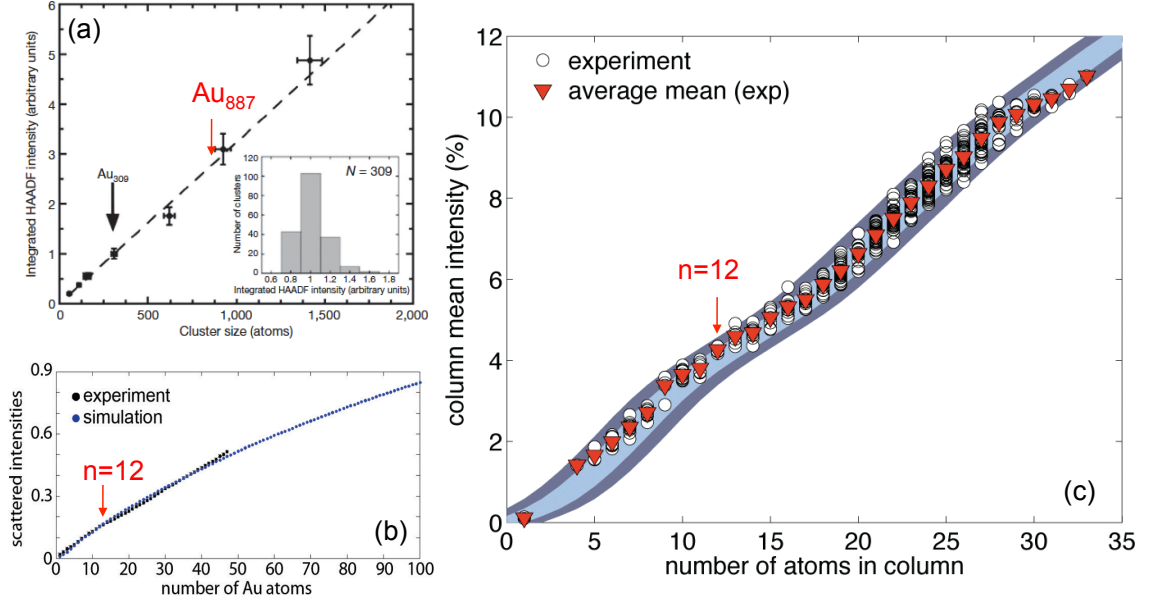 (a)
Integrated HAADF intensity (arbitrary units)
6
5
4
3
2
1
0
Au887
Au309
N = 309
Number of clusters
120
100
80
60
40
20
0
0.6 0.8 1 1.2 1.4 1.6 1.8
Integrated HAADF intensity (arbitrary units)
0 500 1,000 1,500 2,000
Cluster size (atoms)
scattered intensities
0.9
0.6
0.3
0
experiment
simulation
n=12
(b)
0 10 20 30 40 50 60 70 80 90 100
number of Au atoms
column mean intensity (%)
12
10
8
6
4
2
0
experiment
average mean (exp)
n=12
(c)
0 5 10 15 20 25 30 35
number of atoms in column